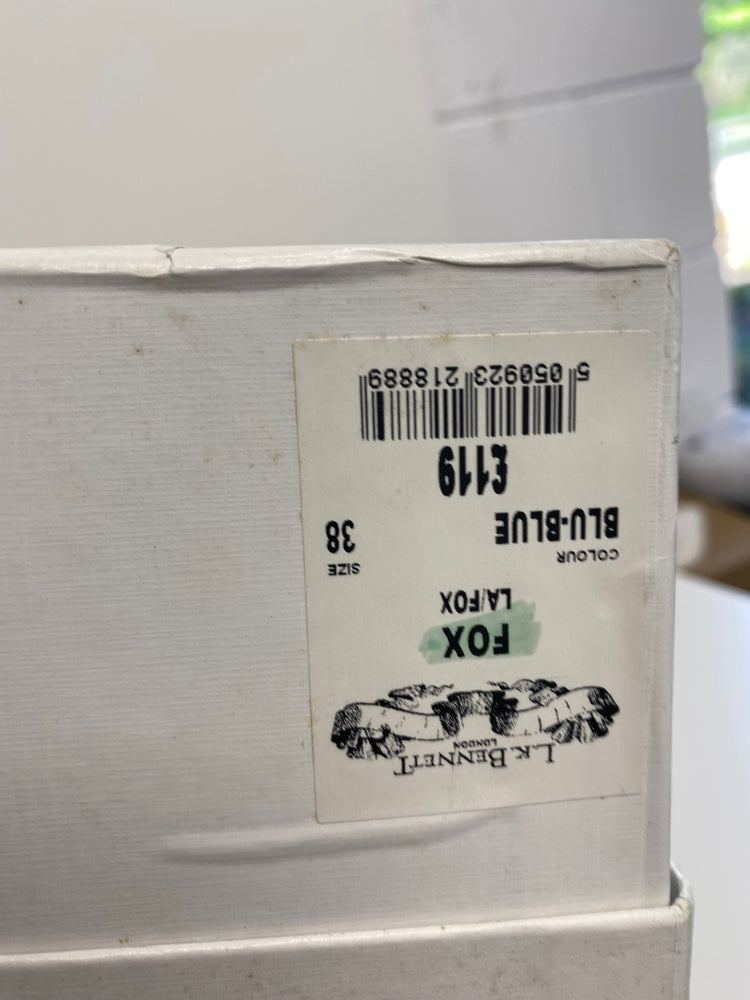 L.K. BENNETT
LONDON
FOX
LA/FOX
COLOUR SIZE
BLU-BLUE 38
£119
5 050923 218889